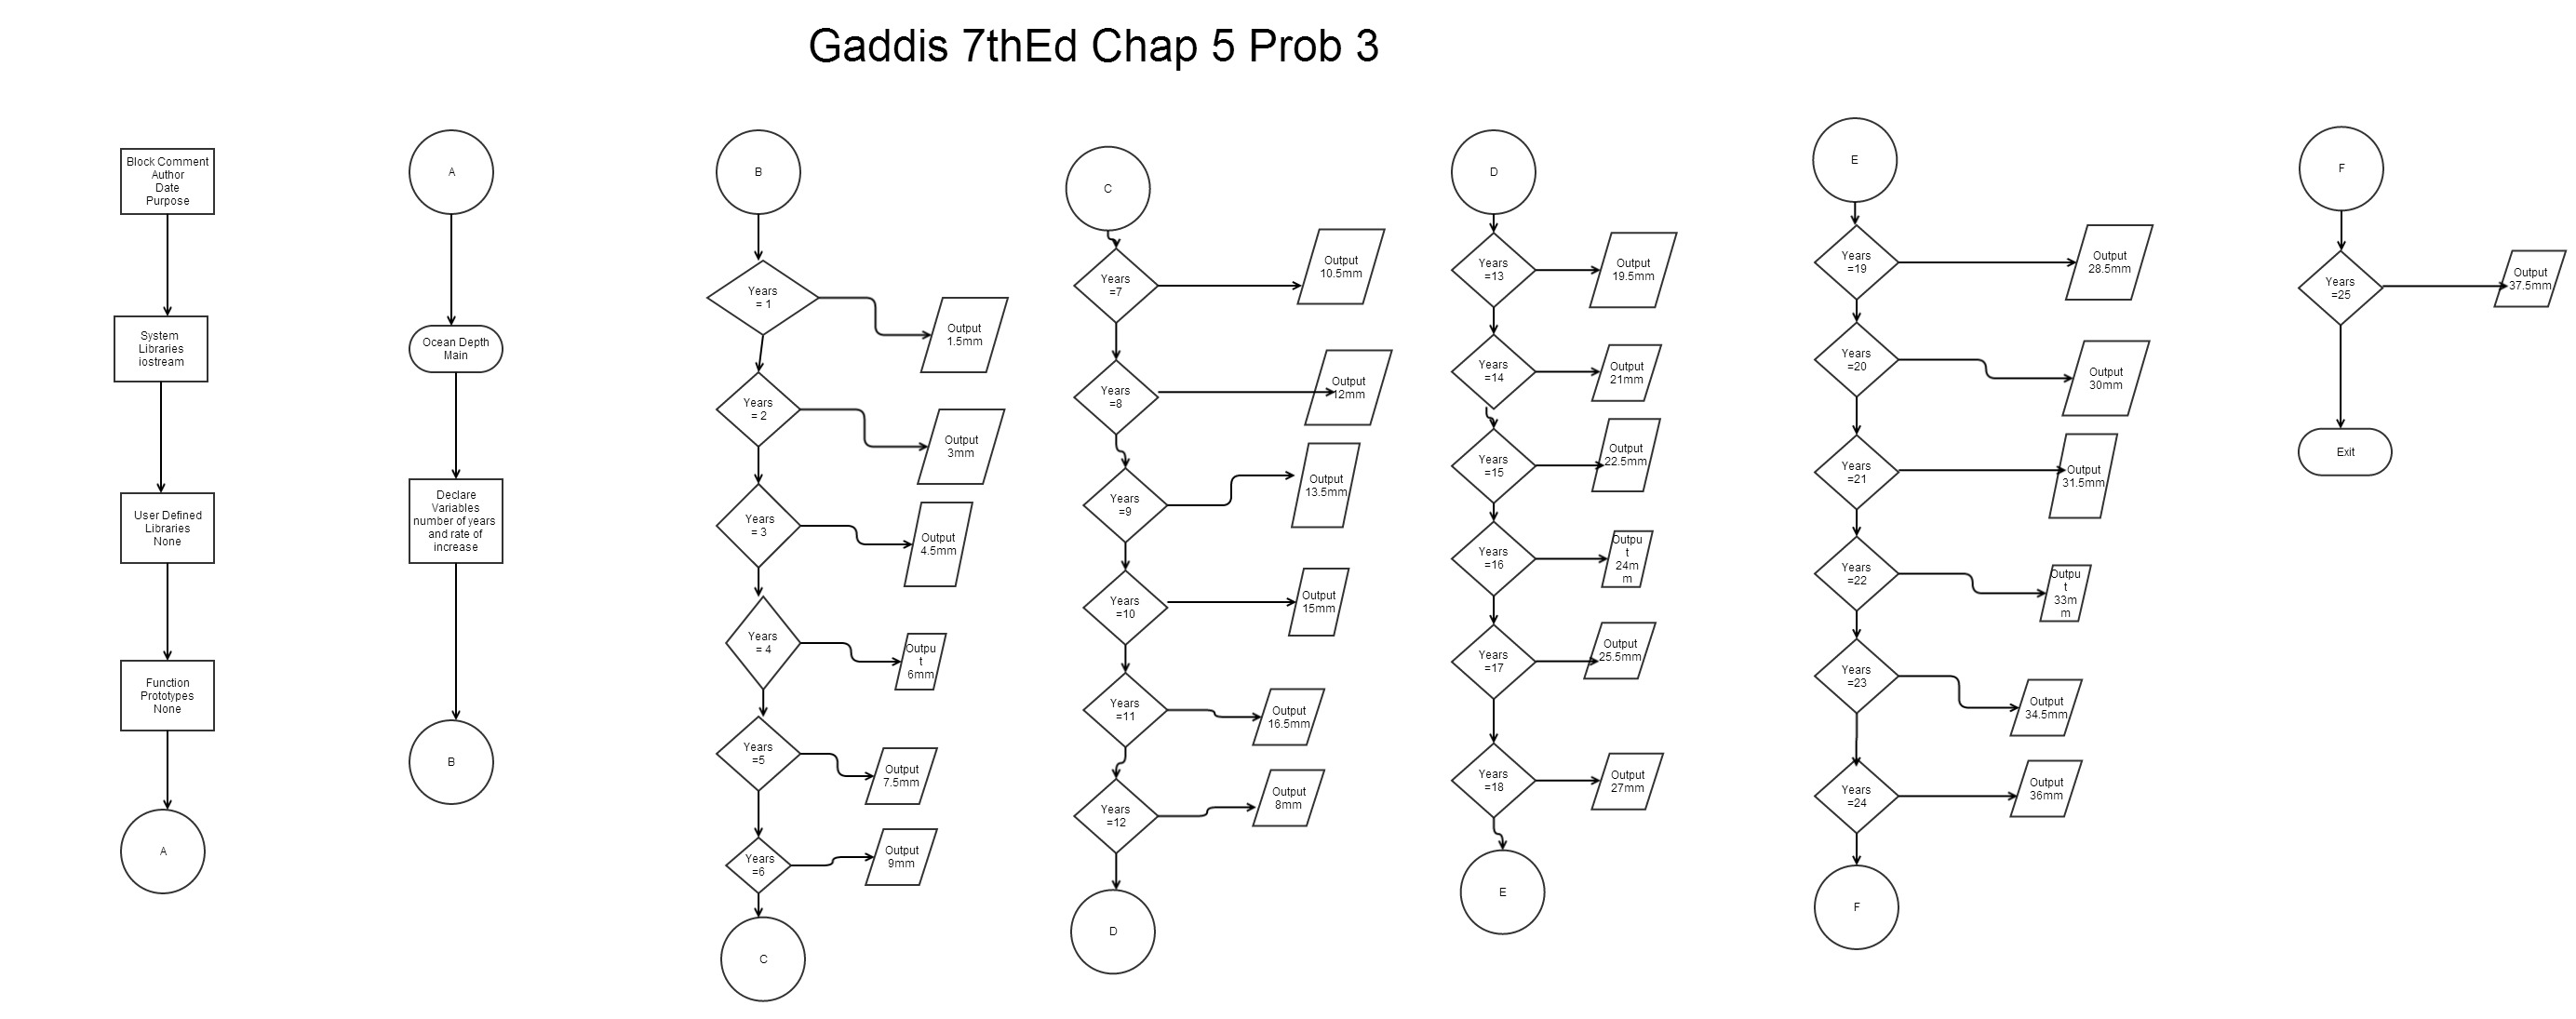 Gaddis 7thEd Chap 5 Prob 3
Block Comment
Author
Date
Purpose
System
Libraries
iostream
User Defined
Libraries
None
Function
Prototypes
None
A
A
Ocean Depth
Main
Declare
Variables
number of years
and rate of
increase
B
B
Years
= 1
Output
1.5mm
Years
= 2
Output
3mm
Years
= 3
Output
4.5mm
Years
= 4
Outpu
t
6mm
Years
=5
Output
7.5mm
Years
=6
Output
9mm
C
C
Years
=7
Output
10.5mm
Years
=8
Output
12mm
Years
=9
Output
13.5mm
Years
=10
Output
15mm
Years
=11
Output
16.5mm
Years
=12
Output
8mm
D
D
Years
=13
Output
19.5mm
Years
=14
Output
21mm
Years
=15
Output
22.5mm
Years
=16
Outpu
t
24m
m
Years
=17
Output
25.5mm
Years
=18
Output
27mm
E
E
Years
=19
Output
28.5mm
Years
=20
Output
30mm
Years
=21
Output
31.5mm
Years
=22
Outpu
t
33m
m
Years
=23
Output
34.5mm
Years
=24
Output
36mm
F
F
Years
=25
Output
37.5mm
Exit